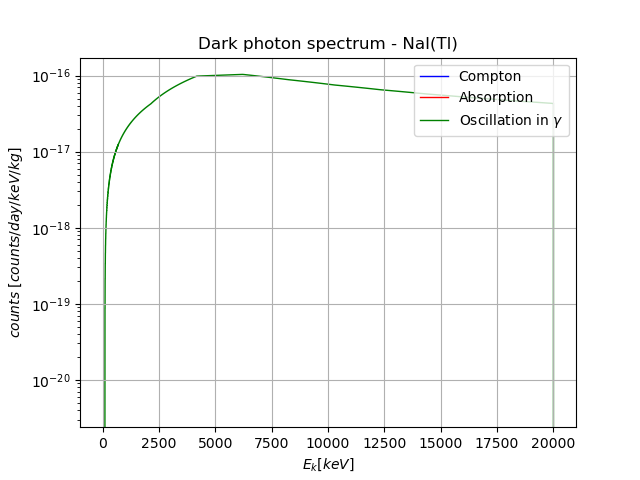 Dark photon spectrum - NaI(Tl)
Compton
Absorption
Oscillation in γ
counts [counts/day/keV/kg]
10⁻¹⁶
10⁻¹⁷
10⁻¹⁸
10⁻¹⁹
10⁻²⁰
0 2500 5000 7500 10000 12500 15000 17500 20000
Eₖ[keV]